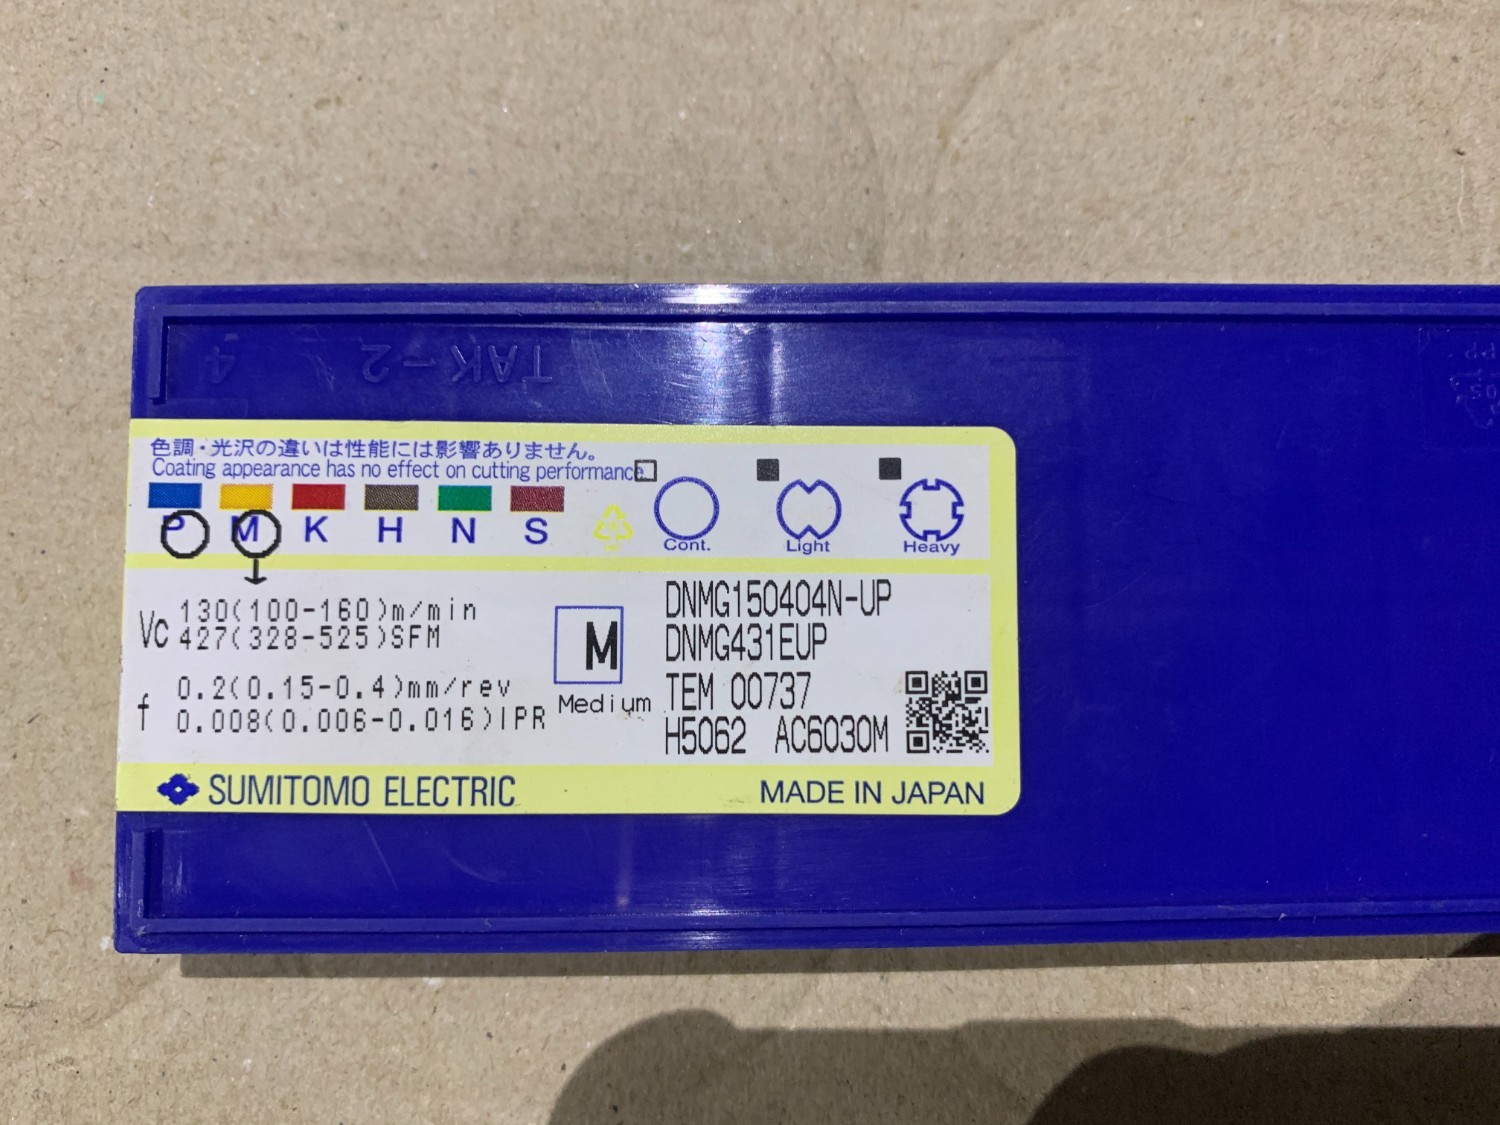 TAK-2 4
色調・光沢の違いは性能には影響ありません。
Coating appearance has no effect on cutting performance.
P M K H N S
Cont. Light Heavy
Vc 130(100-160)m/min
427(328-525)SFM
f 0.2(0.15-0.4)mm/rev
0.008(0.006-0.016)IPR
M
Medium
DNMG150404N-UP
DNMG431EUP
TEM 00737
H5062 AC6030M
SUMITOMO ELECTRIC
MADE IN JAPAN